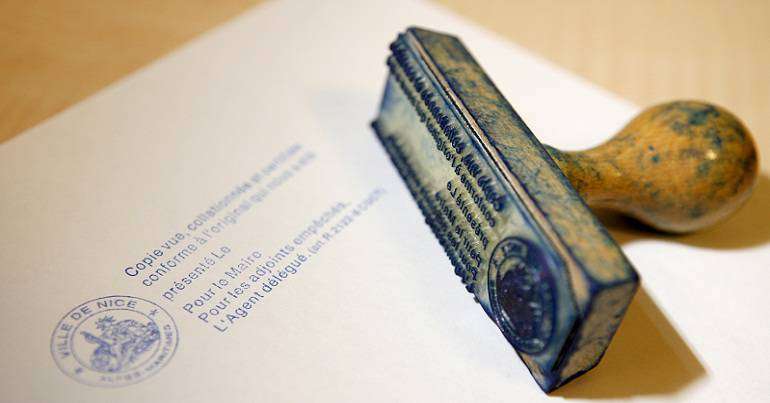 Copie vue, collationnée et certifiée
conforme à l'original qui nous a été
présenté Le
Pour le Maire
Pour les adjoints empêchés,
L'Agent délégué. (art.R.2122-8 CGCT)
VILLE DE NICE
ALPES-MARITIMES